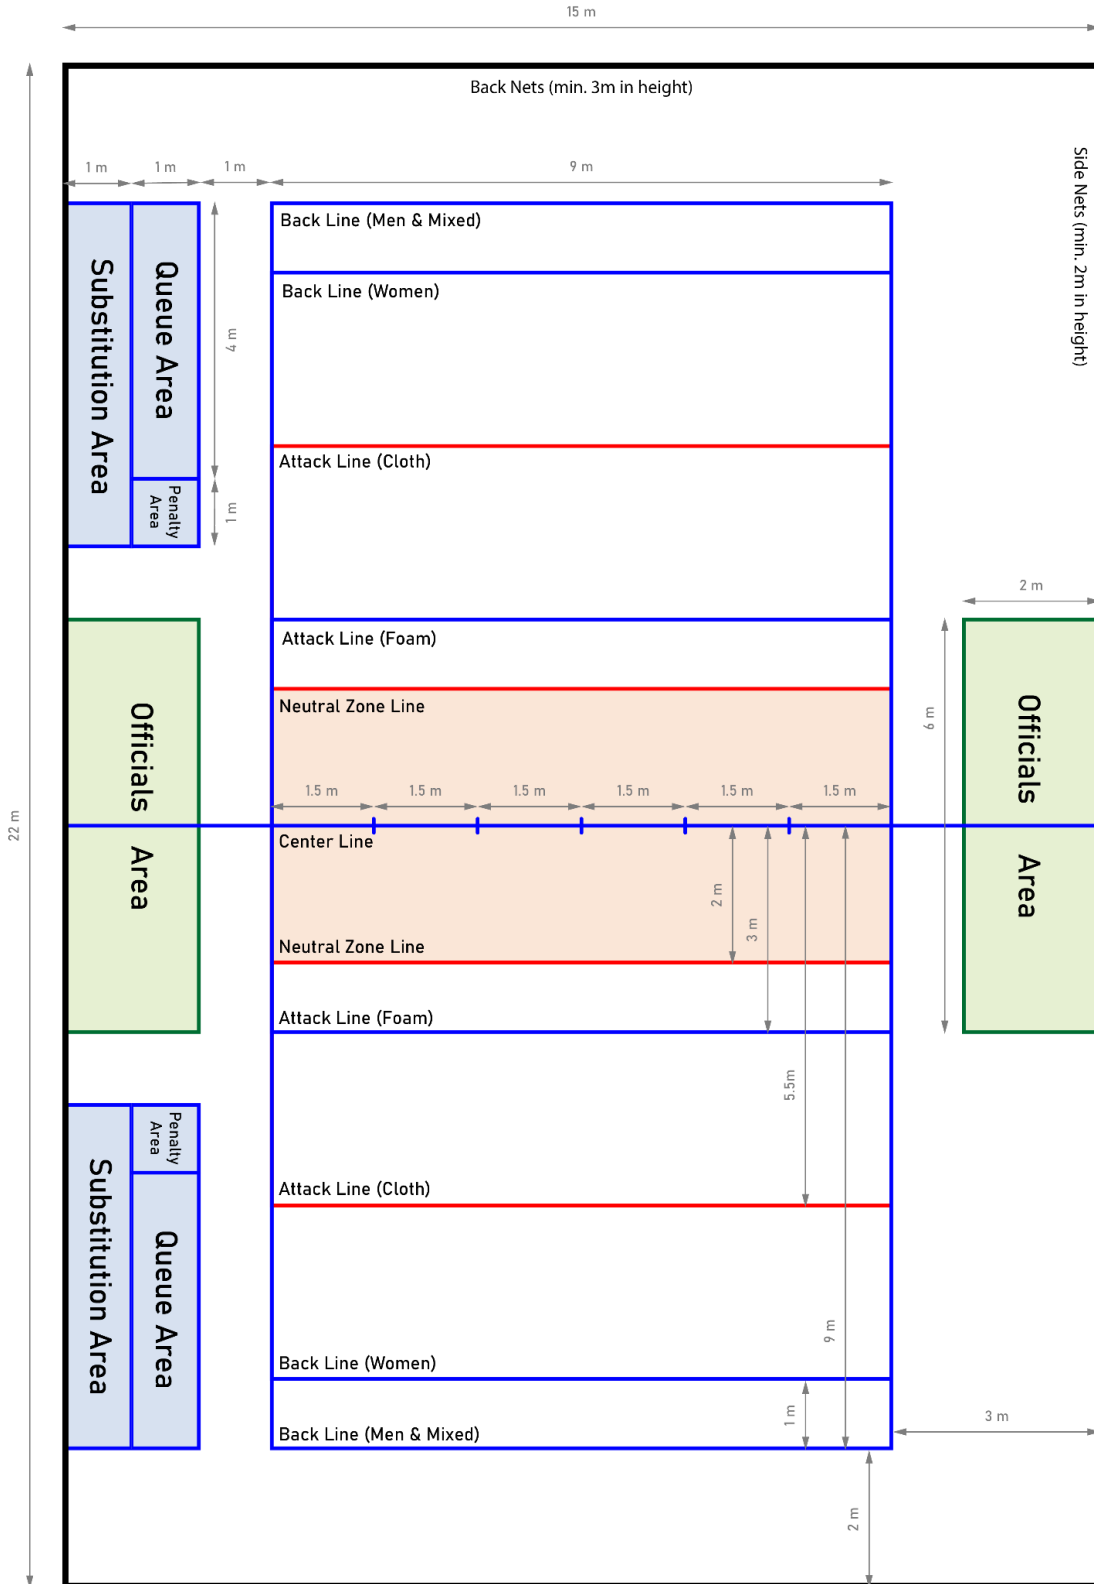 15 m
Back Nets (min. 3m in height)
Side Nets (min. 2m in height)
1 m
1 m
1 m
9 m
Back Line (Men & Mixed)
Substitution Area
Queue Area
Back Line (Women)
4 m
Attack Line (Cloth)
Penalty
Area
1 m
2 m
Attack Line (Foam)
Officials Area
Neutral Zone Line
Officials Area
6 m
1.5 m
1.5 m
1.5 m
1.5 m
1.5 m
1.5 m
22 m
Center Line
2 m
3 m
Neutral Zone Line
Attack Line (Foam)
5.5m
Penalty
Area
Substitution Area
Attack Line (Cloth)
Queue Area
9 m
Back Line (Women)
1 m
3 m
Back Line (Men & Mixed)
2 m